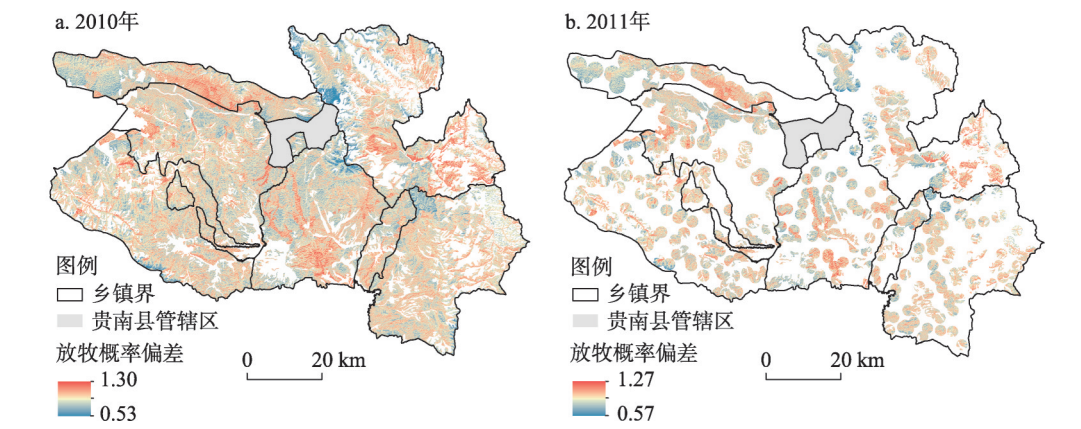 a. 2010年
图例
乡镇界
贵南县管辖区
放牧概率偏差
1.30
0.53
0 20 km
b. 2011年
图例
乡镇界
贵南县管辖区
放牧概率偏差
1.27
0.57
0 20 km